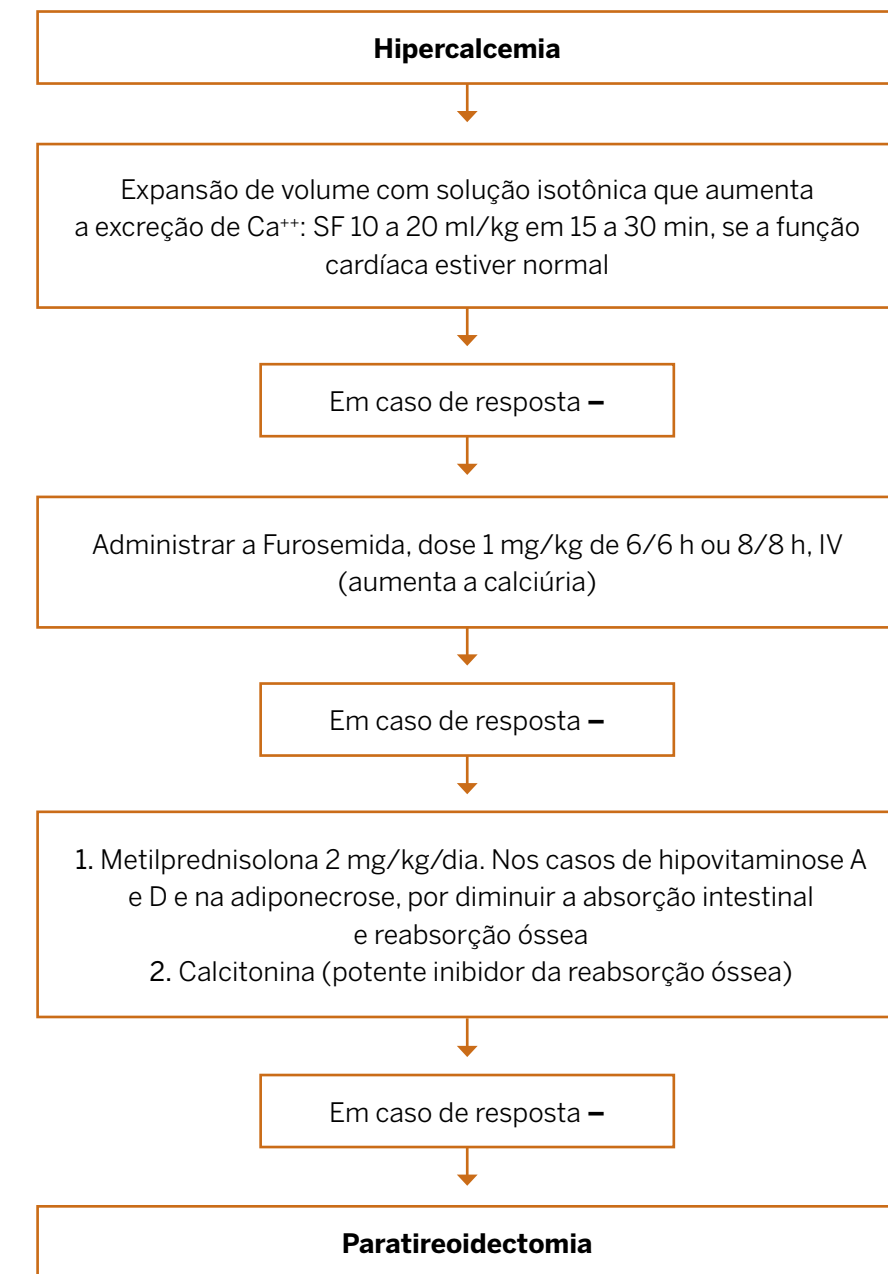 Hipercalcemia
Expansão de volume com solução isotônica que aumenta
a excreção de Ca⁺⁺: SF 10 a 20 ml/kg em 15 a 30 min, se a função
cardíaca estiver normal
Em caso de resposta –
Administrar a Furosemida, dose 1 mg/kg de 6/6 h ou 8/8 h, IV
(aumenta a calciúria)
Em caso de resposta –
1. Metilprednisolona 2 mg/kg/dia. Nos casos de hipovitaminose A
e D e na adiponecrose, por diminuir a absorção intestinal
e reabsorção óssea
2. Calcitonina (potente inibidor da reabsorção óssea)
Em caso de resposta –
Paratireoidectomia